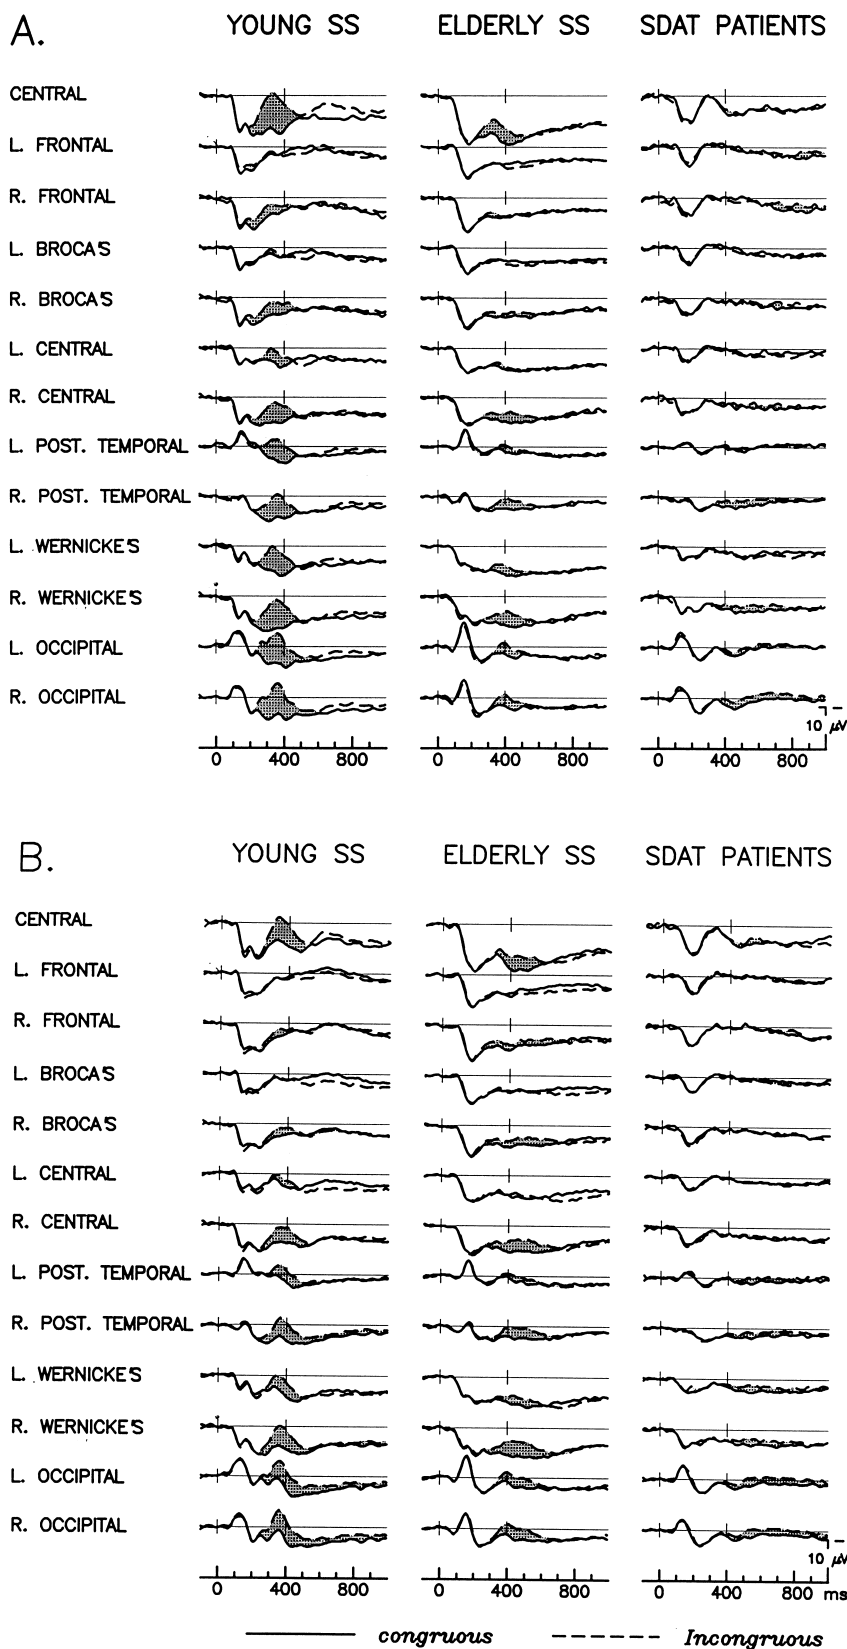 A.
YOUNG SS ELDERLY SS SDAT PATIENTS
CENTRAL
L. FRONTAL
R. FRONTAL
L. BROCA'S
R. BROCA'S
L. CENTRAL
R. CENTRAL
L. POST. TEMPORAL
R. POST. TEMPORAL
L. WERNICKE'S
R. WERNICKE'S
L. OCCIPITAL
R. OCCIPITAL
10 µV
0 400 800 0 400 800 0 400 800
B.
YOUNG SS ELDERLY SS SDAT PATIENTS
CENTRAL
L. FRONTAL
R. FRONTAL
L. BROCA'S
R. BROCA'S
L. CENTRAL
R. CENTRAL
L. POST. TEMPORAL
R. POST. TEMPORAL
L. WERNICKE'S
R. WERNICKE'S
L. OCCIPITAL
R. OCCIPITAL
10 µV
0 400 800 0 400 800 0 400 800 ms
congruous Incongruous